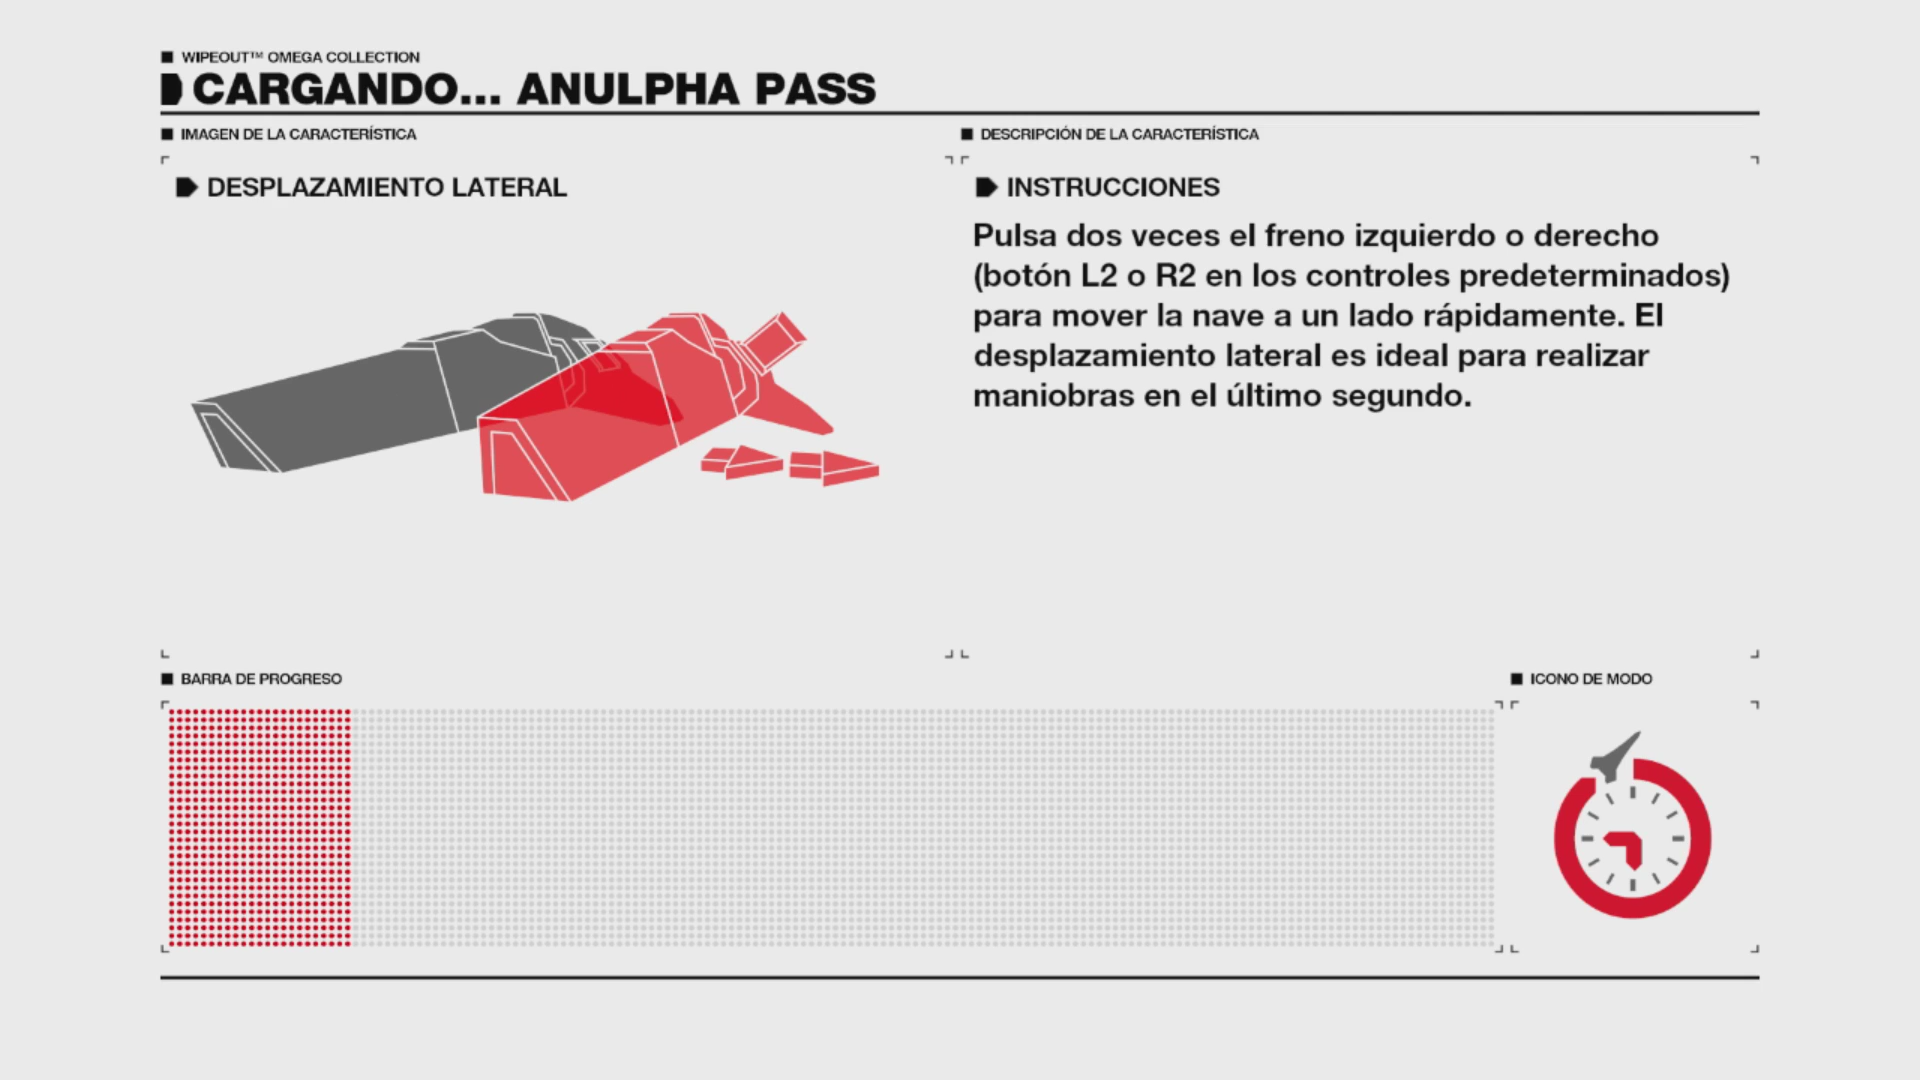 WIPEOUT™ OMEGA COLLECTION
CARGANDO... ANULPHA PASS
IMAGEN DE LA CARACTERÍSTICA
DESPLAZAMIENTO LATERAL
DESCRIPCIÓN DE LA CARACTERÍSTICA
INSTRUCCIONES
Pulsa dos veces el freno izquierdo o derecho
(botón L2 o R2 en los controles predeterminados)
para mover la nave a un lado rápidamente. El
desplazamiento lateral es ideal para realizar
maniobras en el último segundo.
BARRA DE PROGRESO
ICONO DE MODO